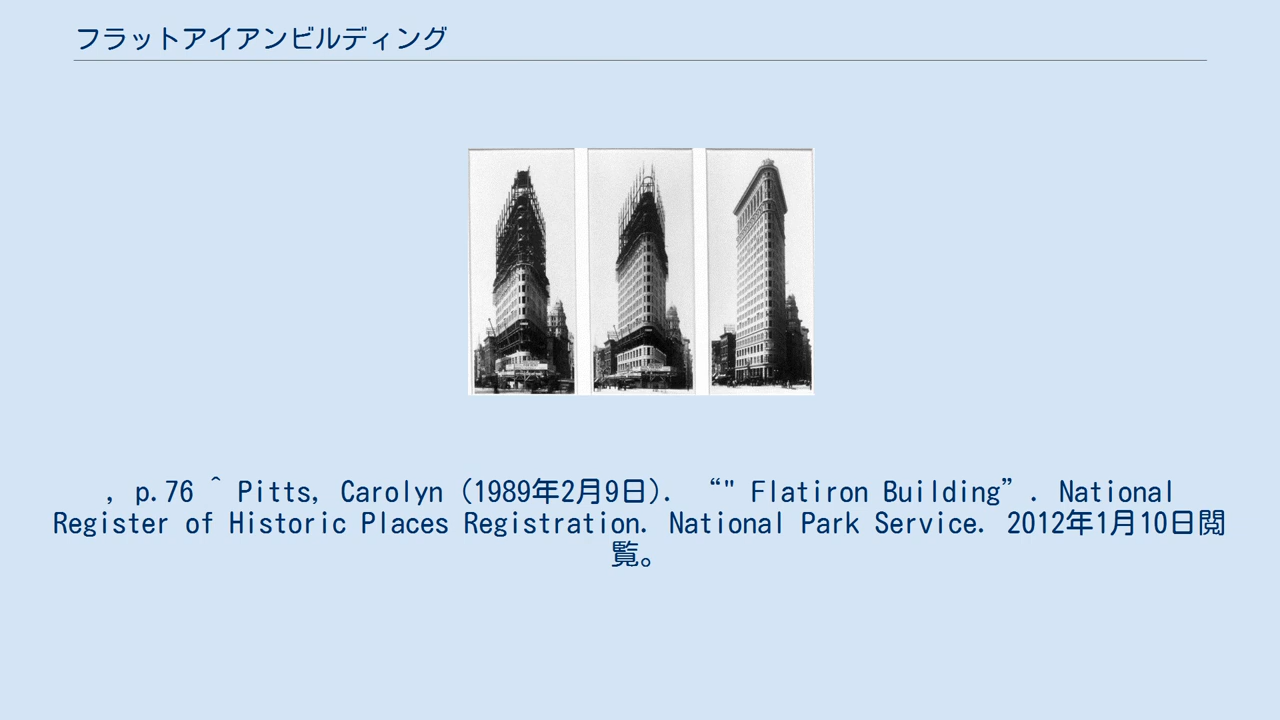 フラットアイアンビルディング
, p.76 ^ Pitts, Carolyn (1989年2月9日). “" Flatiron Building”. National
Register of Historic Places Registration. National Park Service. 2012年1月10日閲
覧。